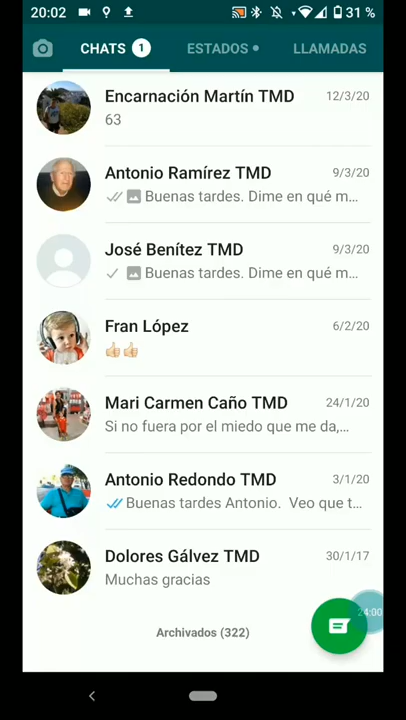 20:02
31 %
CHATS 1
ESTADOS
LLAMADAS
Encarnación Martín TMD 12/3/20
63
Antonio Ramírez TMD 9/3/20
Buenas tardes. Dime en qué m...
José Benítez TMD 9/3/20
Buenas tardes. Dime en qué m...
Fran López 6/2/20
👍🏻👍🏻
Mari Carmen Caño TMD 24/1/20
Si no fuera por el miedo que me da,...
Antonio Redondo TMD 3/1/20
Buenas tardes Antonio. Veo que t...
Dolores Gálvez TMD 30/1/17
Muchas gracias
24:00
Archivados (322)